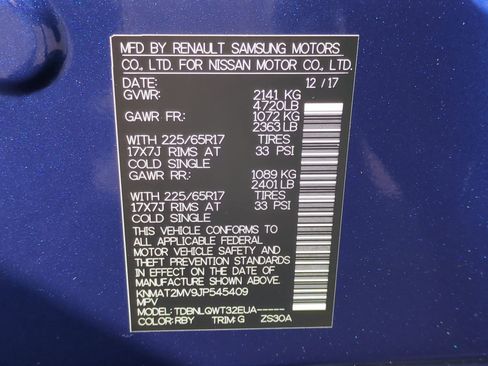 MFD BY RENAULT SAMSUNG MOTORS
CO., LTD. FOR NISSAN MOTOR CO., LTD.
DATE: 12/17
GVWR: 2141 KG
4720LB
GAWR FR: 1072 KG
2363 LB
WITH 225/65R17 TIRES
17X7J RIMS AT 33 PSI
COLD SINGLE
GAWR RR: 1089 KG
2401 LB
WITH 225/65R17 TIRES
17X7J RIMS AT 33 PSI
COLD SINGLE
THIS VEHICLE CONFORMS TO
ALL APPLICABLE FEDERAL
MOTOR VEHICLE SAFETY
STANDARDS IN EFFECT
ON THE DATE OF
MANUFACTURE SHOWN ABOVE.
KNMAT2MV9JP545409
MPV
MODEL: TDBNLQWT32EUA-----
COLOR: RBY TRIM: G ZS30A